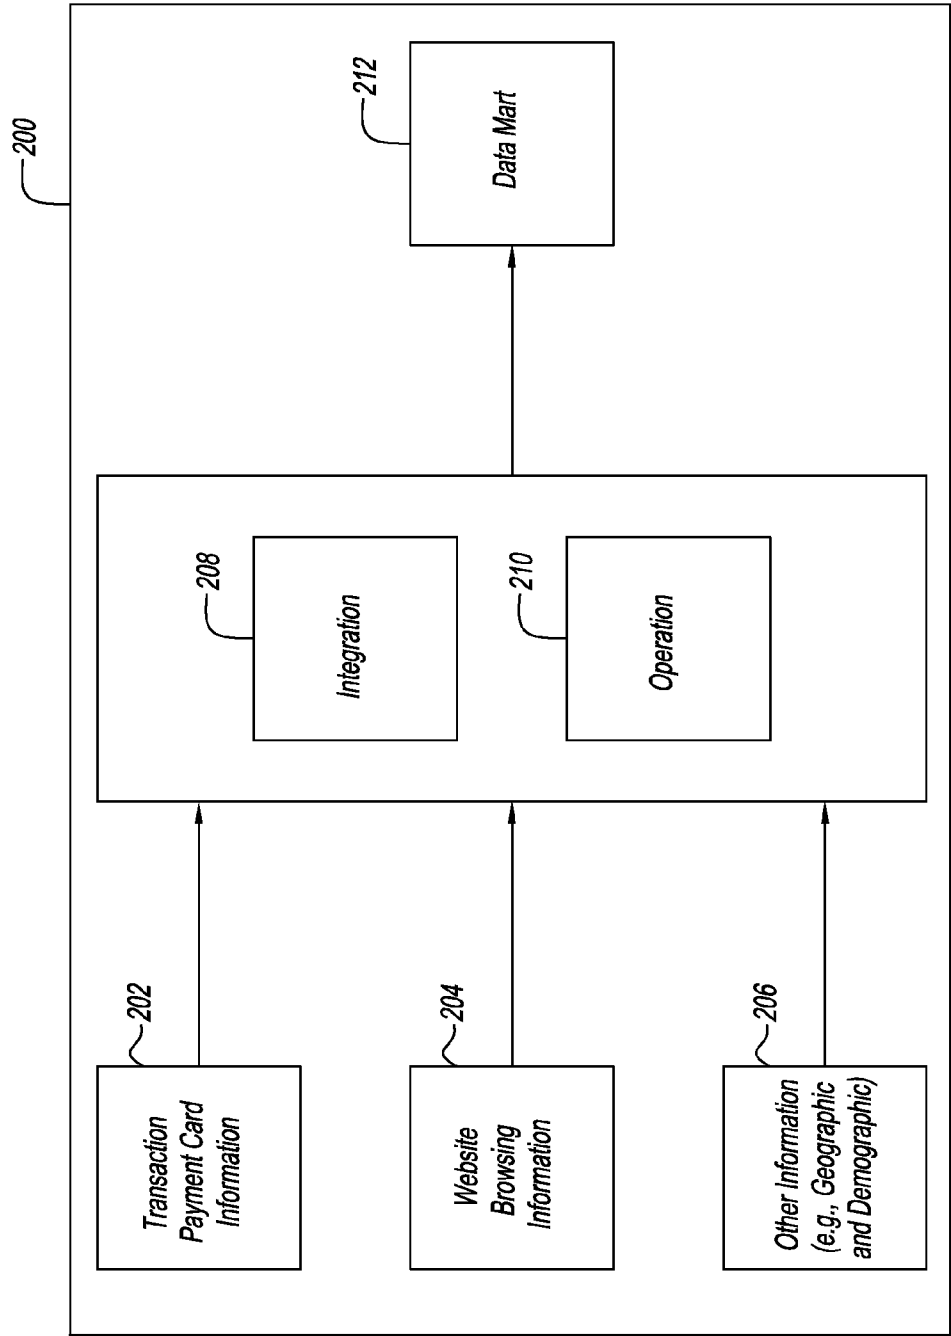 200
202
Transaction
Payment Card
Information
204
Website
Browsing
Information
206
Other Information
(e.g., Geographic
and Demographic)
208
Integration
210
Operation
212
Data Mart